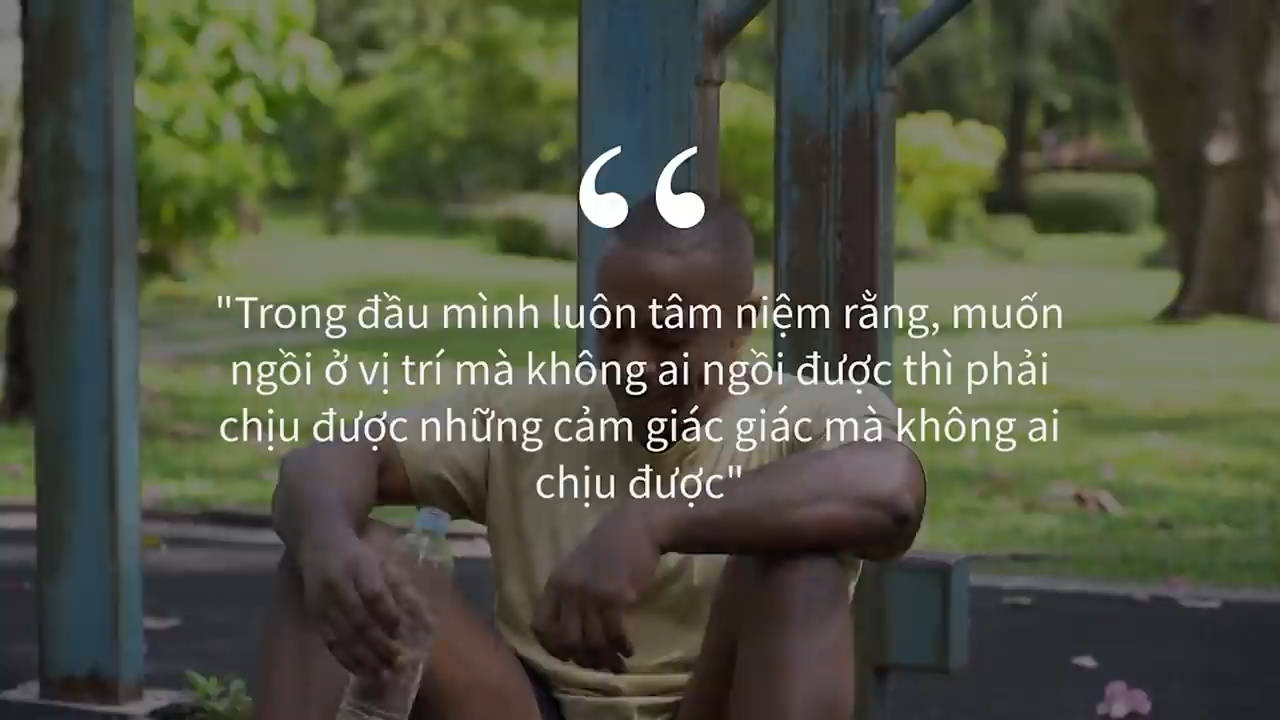 "Trong đầu mình luôn tâm niệm rằng, muốn
ngồi ở vị trí mà không ai ngồi được thì phải
chịu được những cảm giác giác mà không ai
chịu được"